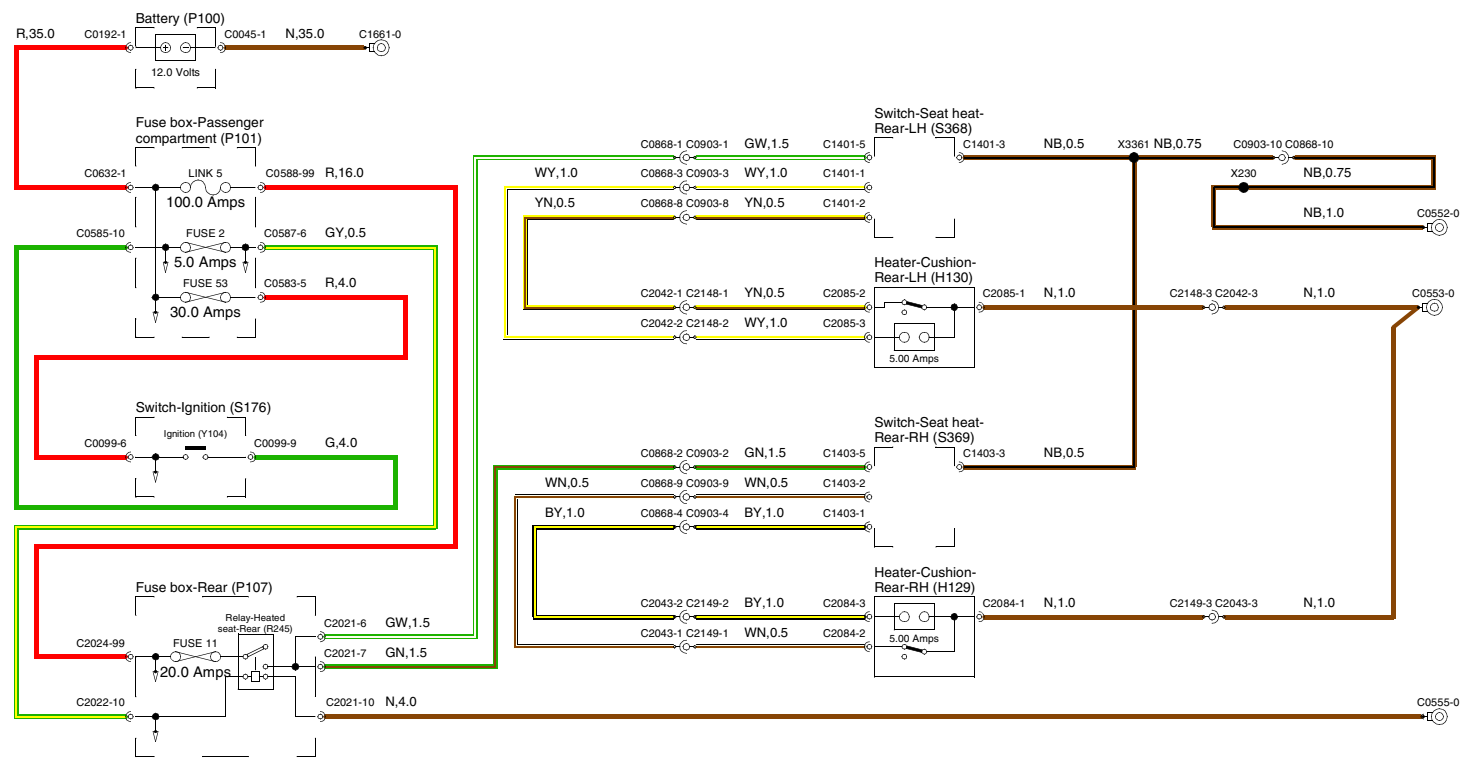 Battery (P100)
R,35.0
C0192-1
C0045-1
N,35.0
C1661-0
12.0 Volts
Fuse box-Passenger
compartment (P101)
C0632-1
LINK 5
C0588-99
R,16.0
100.0 Amps
C0585-10
FUSE 2
C0587-6
GY,0.5
5.0 Amps
FUSE 53
C0583-5
R,4.0
30.0 Amps
Switch-Ignition (S176)
C0099-6
Ignition (Y104)
C0099-9
G,4.0
Fuse box-Rear (P107)
Relay-Heated
seat-Rear (R245)
C2021-6
GW,1.5
C2024-99
FUSE 11
C2021-7
GN,1.5
20.0 Amps
C2022-10
C2021-10
N,4.0
C0555-0
Switch-Seat heat-
Rear-LH (S368)
C0868-1 C0903-1
GW,1.5
C1401-5
C1401-3
NB,0.5
X3361
NB,0.75
C0903-10 C0868-10
WY,1.0
C0868-3 C0903-3
WY,1.0
C1401-1
X230
NB,0.75
YN,0.5
C0868-8 C0903-8
YN,0.5
C1401-2
NB,1.0
C0552-0
Heater-Cushion-
Rear-LH (H130)
C2042-1 C2148-1
YN,0.5
C2085-2
C2085-1
N,1.0
C2148-3 C2042-3
N,1.0
C0553-0
C2042-2 C2148-2
WY,1.0
C2085-3
5.00 Amps
Switch-Seat heat-
Rear-RH (S369)
C0868-2 C0903-2
GN,1.5
C1403-5
C1403-3
NB,0.5
WN,0.5
C0868-9 C0903-9
WN,0.5
C1403-2
BY,1.0
C0868-4 C0903-4
BY,1.0
C1403-1
Heater-Cushion-
Rear-RH (H129)
C2043-2 C2149-2
BY,1.0
C2084-3
C2084-1
N,1.0
C2149-3 C2043-3
N,1.0
C2043-1 C2149-1
WN,0.5
C2084-2
5.00 Amps